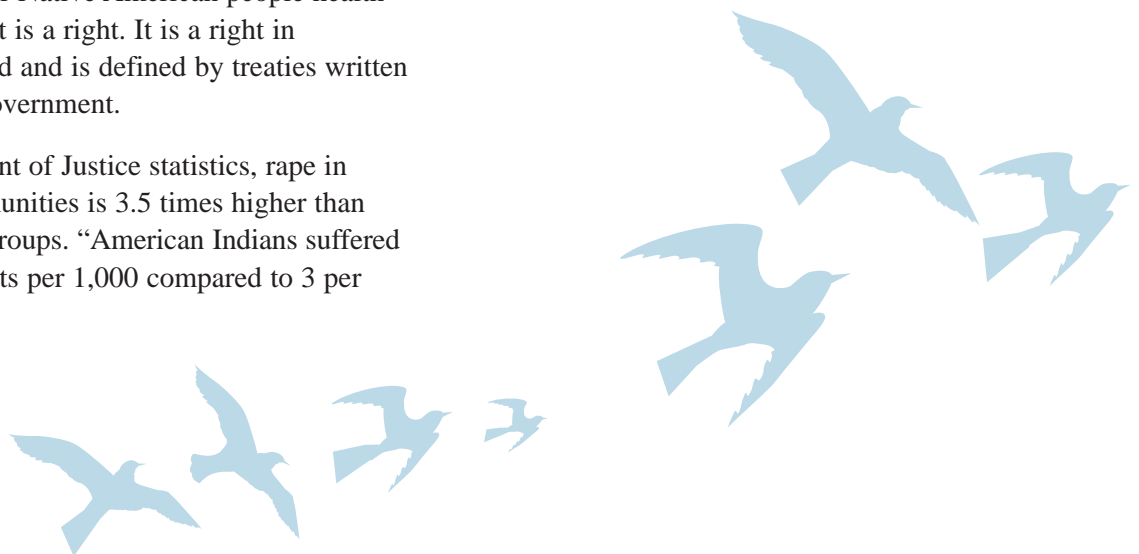 Native American people health
t is a right. It is a right in
d and is defined by treaties written
overnment.
nt of Justice statistics, rape in
unities is 3.5 times higher than
roups. “American Indians suffered
ts per 1,000 compared to 3 per